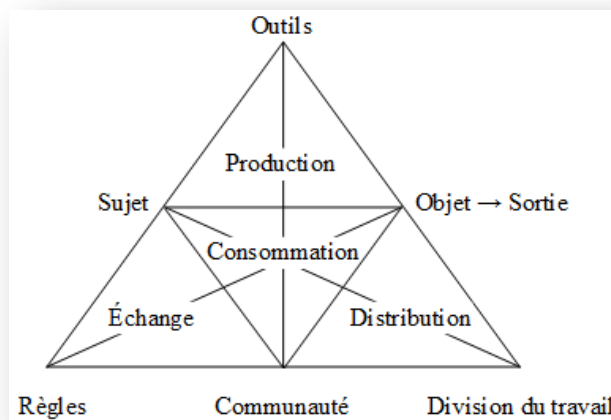 Outils
Production
Sujet
Objet → Sortie
Consommation
Échange
Distribution
Règles
Communauté
Division du travail